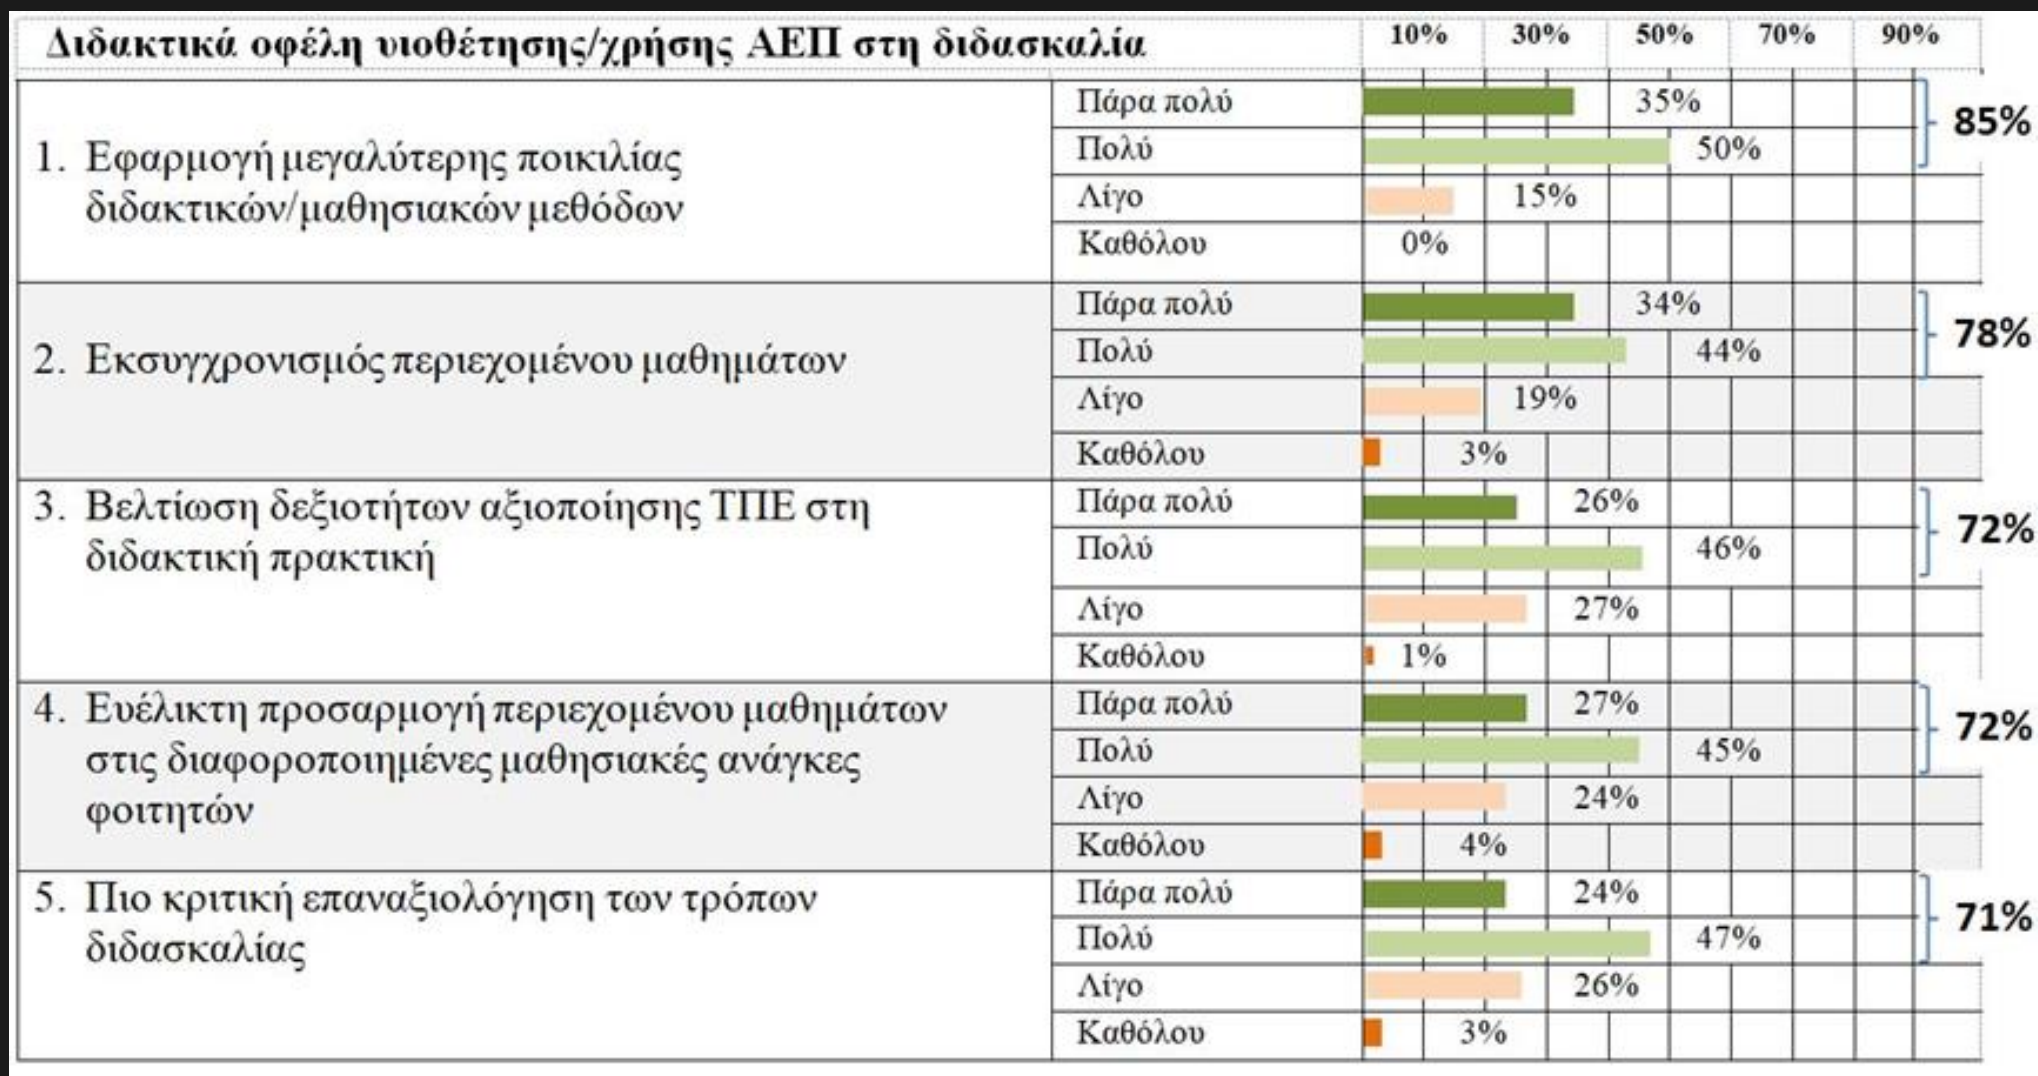 Διδακτικά οφέλη υιοθέτησης/χρήσης ΑΕΠ στη διδασκαλία 10% 30% 50% 70% 90%
1. Εφαρμογή μεγαλύτερης ποικιλίας
διδακτικών/μαθησιακών μεθόδων
Πάρα πολύ 35%
Πολύ 50%
85%
Λίγο 15%
Καθόλου 0%
2. Εκσυγχρονισμός περιεχομένου μαθημάτων
Πάρα πολύ 34%
Πολύ 44%
78%
Λίγο 19%
Καθόλου 3%
3. Βελτίωση δεξιοτήτων αξιοποίησης ΤΠΕ στη
διδακτική πρακτική
Πάρα πολύ 26%
Πολύ 46%
72%
Λίγο 27%
Καθόλου 1%
4. Ευέλικτη προσαρμογή περιεχομένου μαθημάτων
στις διαφοροποιημένες μαθησιακές ανάγκες
φοιτητών
Πάρα πολύ 27%
Πολύ 45%
72%
Λίγο 24%
Καθόλου 4%
5. Πιο κριτική επαναξιολόγηση των τρόπων
διδασκαλίας
Πάρα πολύ 24%
Πολύ 47%
71%
Λίγο 26%
Καθόλου 3%